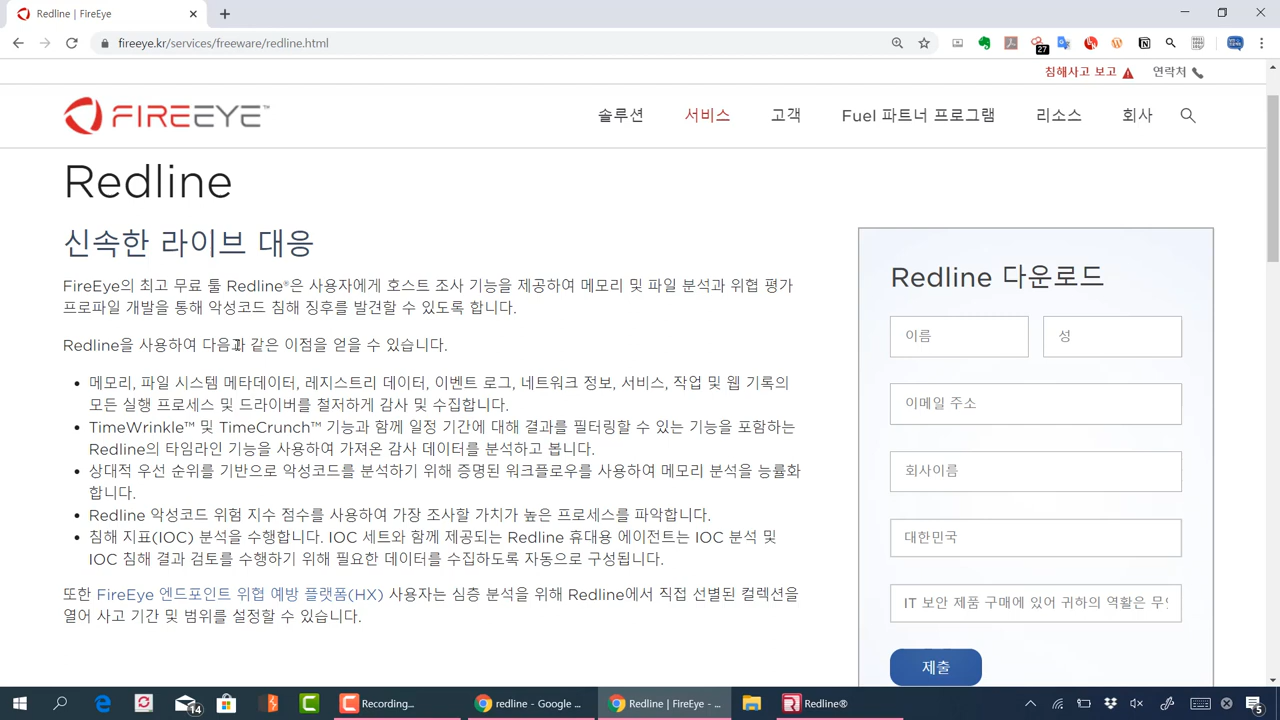 Redline | FireEye
fireeye.kr/services/freeware/redline.html
27
침해사고 보고
연락처
FIREEYE™
솔루션
서비스
고객
Fuel 파트너 프로그램
리소스
회사
Redline
신속한 라이브 대응
FireEye의 최고 무료 툴 Redline®은 사용자에게 호스트 조사 기능을 제공하여 메모리 및 파일 분석과 위협 평가
프로파일 개발을 통해 악성코드 침해 징후를 발견할 수 있도록 합니다.
Redline을 사용하여 다음과 같은 이점을 얻을 수 있습니다.
• 메모리, 파일 시스템 메타데이터, 레지스트리 데이터, 이벤트 로그, 네트워크 정보, 서비스, 작업 및 웹 기록의
모든 실행 프로세스 및 드라이버를 철저하게 감사 및 수집합니다.
• TimeWrinkle™ 및 TimeCrunch™ 기능과 함께 일정 기간에 대해 결과를 필터링할 수 있는 기능을 포함하는
Redline의 타임라인 기능을 사용하여 가져온 감사 데이터를 분석하고 봅니다.
• 상대적 우선 순위를 기반으로 악성코드를 분석하기 위해 증명된 워크플로우를 사용하여 메모리 분석을 능률화
합니다.
• Redline 악성코드 위험 지수 점수를 사용하여 가장 조사할 가치가 높은 프로세스를 파악합니다.
• 침해 지표(IOC) 분석을 수행합니다. IOC 세트와 함께 제공되는 Redline 휴대용 에이전트는 IOC 분석 및
IOC 침해 결과 검토를 수행하기 위해 필요한 데이터를 수집하도록 자동으로 구성됩니다.
또한 FireEye 엔드포인트 위협 예방 플랫폼(HX) 사용자는 심층 분석을 위해 Redline에서 직접 선별된 컬렉션을
열어 사고 기간 및 범위를 설정할 수 있습니다.
Redline 다운로드
이름
성
이메일 주소
회사이름
대한민국
IT 보안 제품 구매에 있어 귀하의 역할은 무
제출
14
Recording...
redline - Google ...
Redline | FireEye - ...
Redline®
5